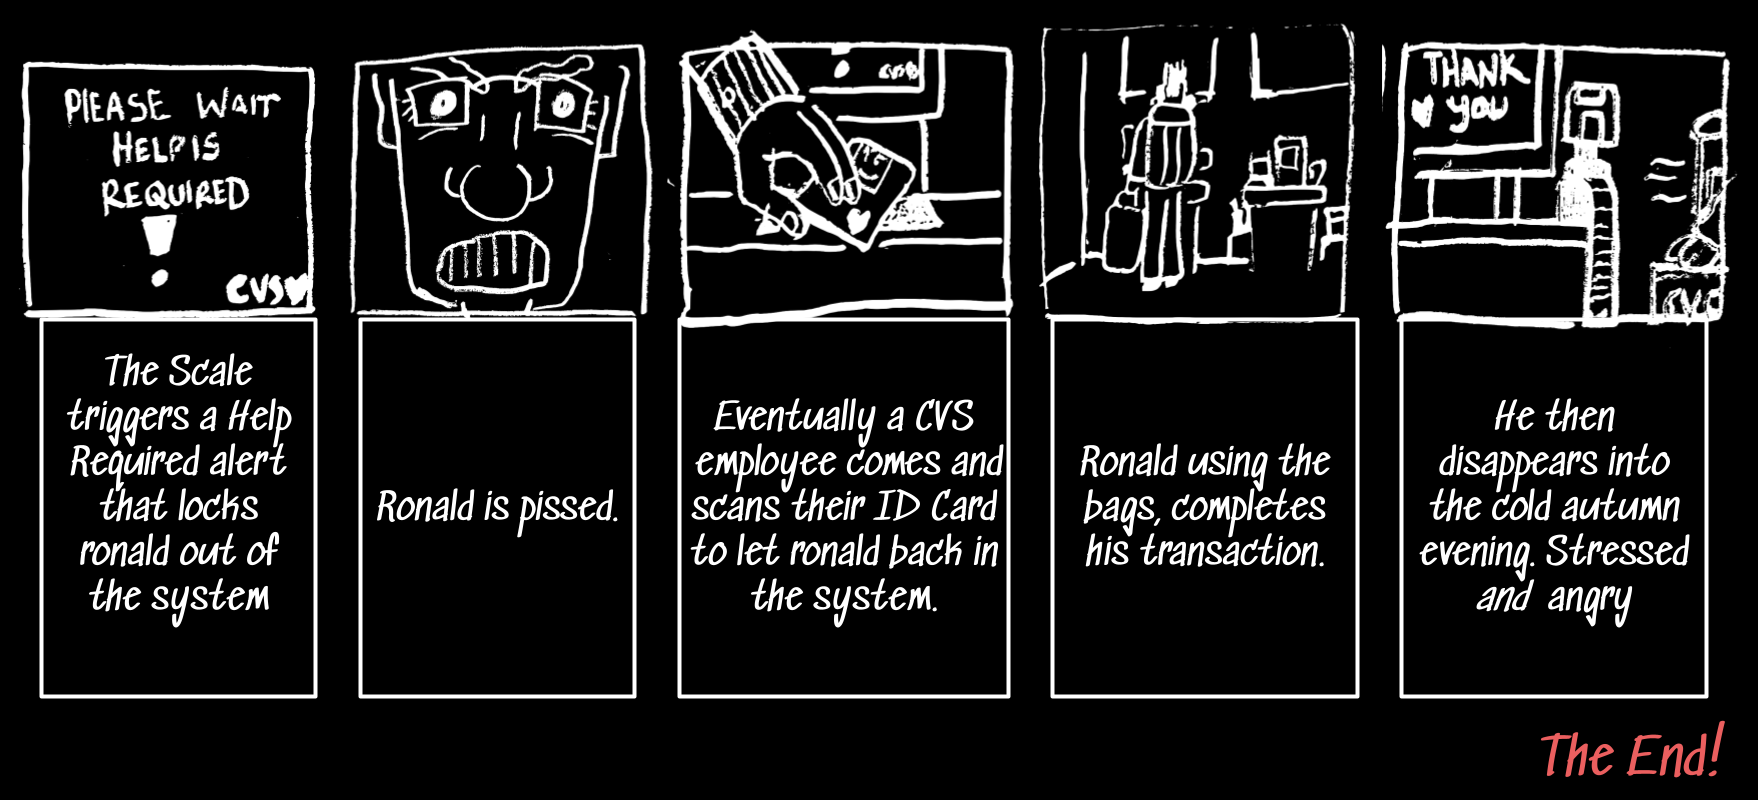 PLEASE WAIT
HELP IS
REQUIRED
!
CVS
The Scale
triggers a Help
Required alert
that locks
ronald out of
the system
Ronald is pissed.
CVS
Eventually a CVS
employee comes and
scans their ID Card
to let ronald back in
the system.
Ronald using the
bags, completes
his transaction.
THANK
YOU
CVS
He then
disappears into
the cold autumn
evening. Stressed
and angry
The End!